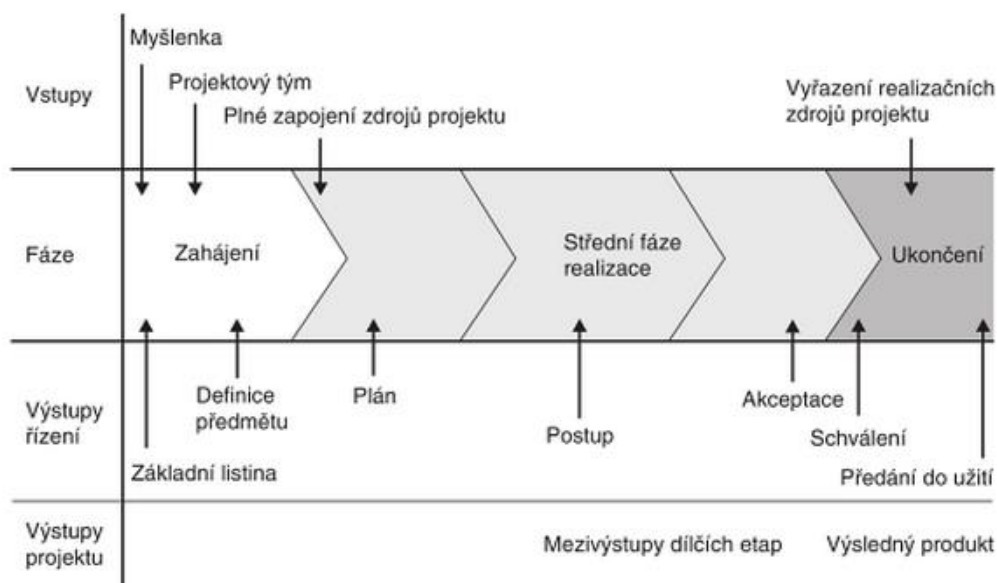 Myšlenka
Projektový tým
Plné zapojení zdrojů projektu
Vyřazení realizačních
zdrojů projektu
Vstupy
Fáze
Zahájení
Střední fáze
realizace
Ukončení
Výstupy
řízení
Základní listina
Definice
předmětu
Plán
Postup
Akceptace
Schválení
Předání do užití
Výstupy
projektu
Mezivýstupy dílčích etap
Výsledný produkt